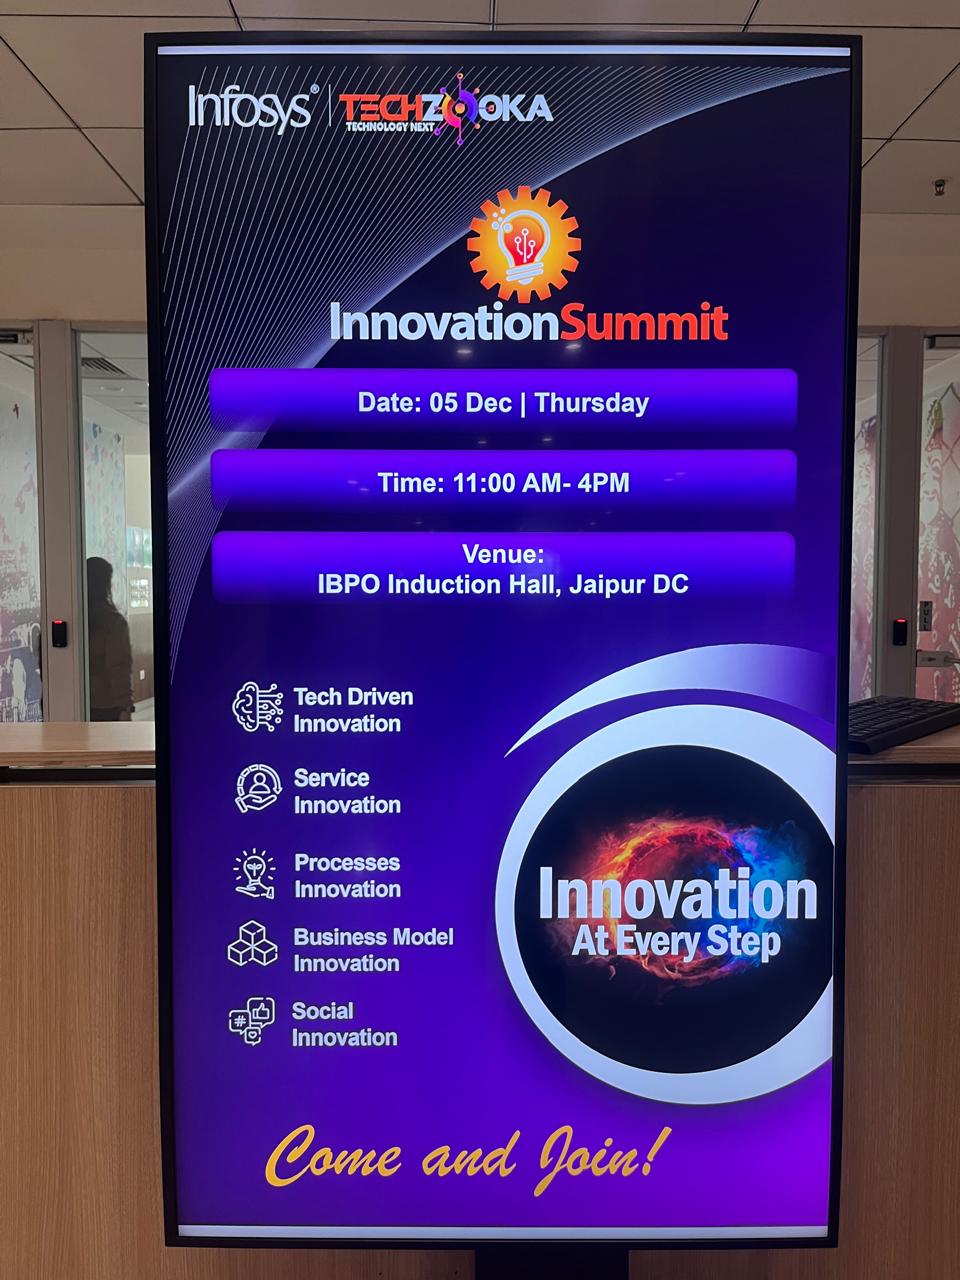 Infosys® | TECHZOOKA
TECHNOLOGY NEXT
InnovationSummit
Date: 05 Dec | Thursday
Time: 11:00 AM- 4PM
Venue:
IBPO Induction Hall, Jaipur DC
Tech Driven
Innovation
Service
Innovation
Processes
Innovation
Business Model
Innovation
Social
Innovation
Innovation
At Every Step
Come and Join!
PULL